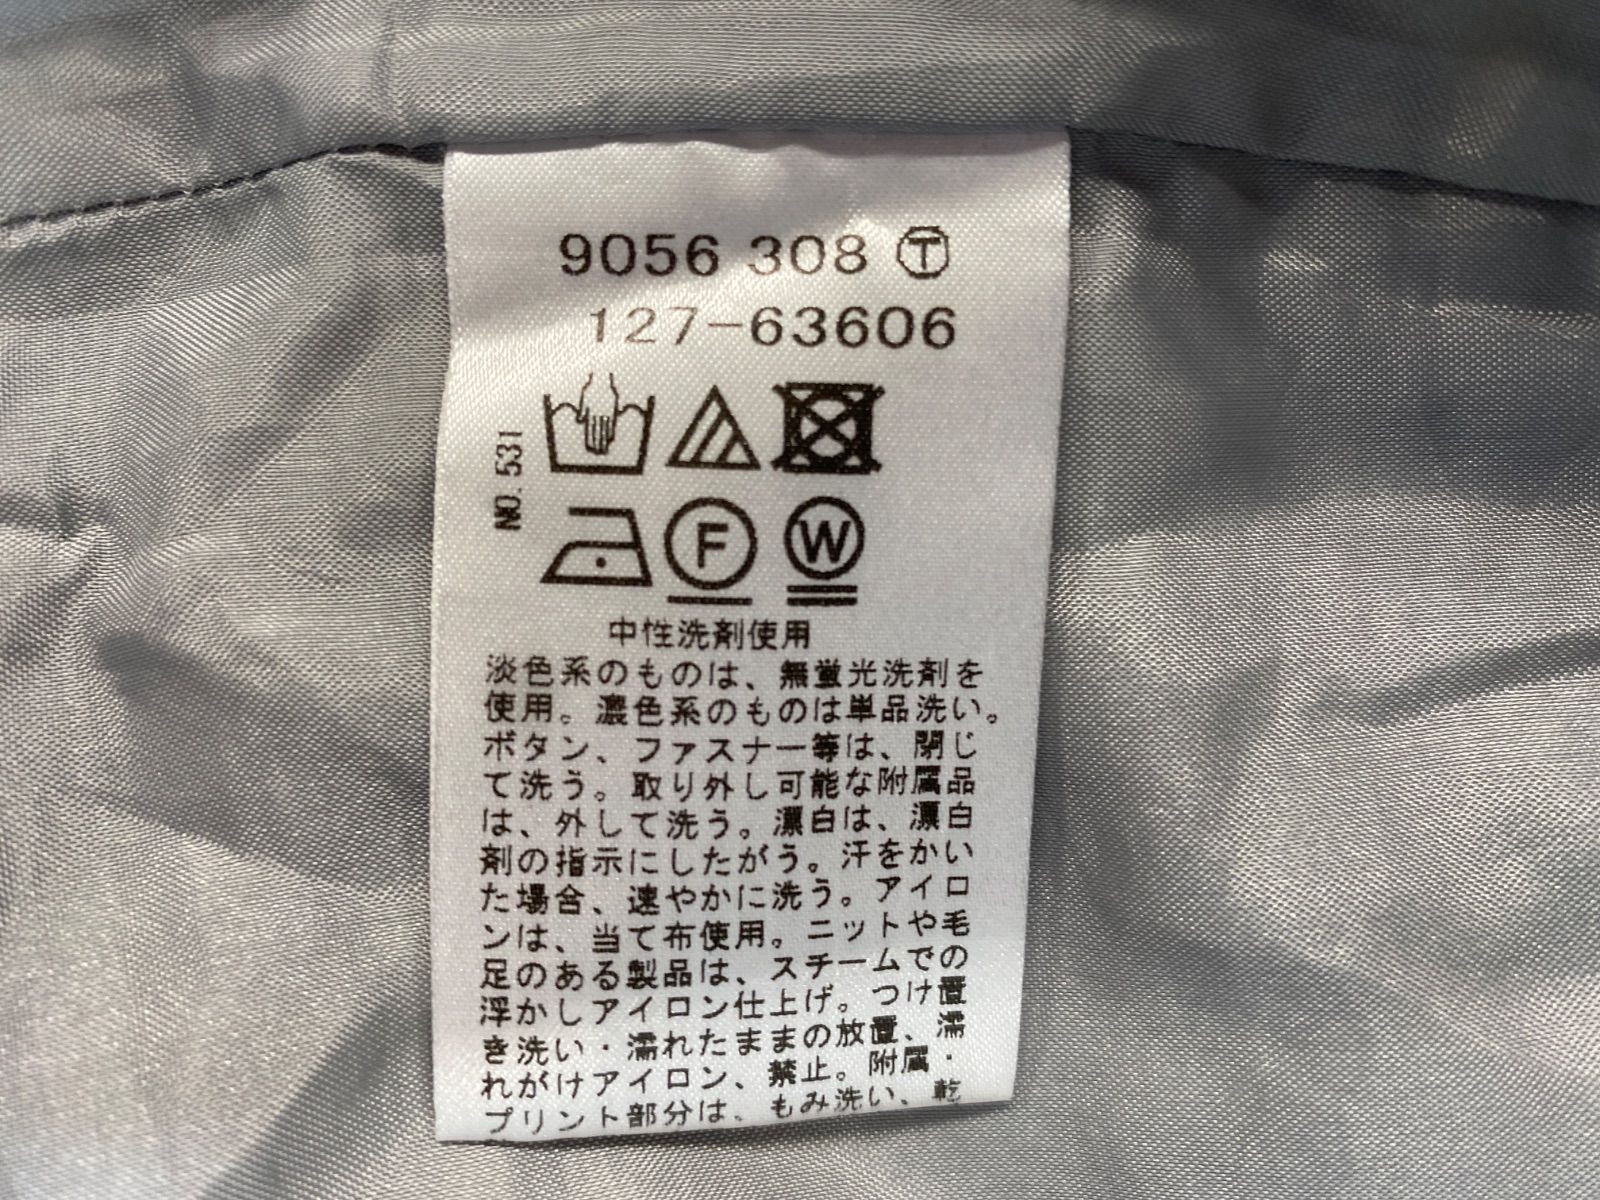 9056 308 Ⓣ
127-63606
NO.531
F
W
中性洗剤使用
淡色系のものは、無蛍光洗剤を
使用。濃色系のものは単品洗い。
ボタン、ファスナー等は、閉じ
て洗う。取り外し可能な附属品
は、外して洗う。漂白は、漂白
剤の指示にしたがう。汗をかい
た場合、速やかに洗う。アイロ
ンは、当て布使用。ニットや毛
足のある製品は、スチームでの
浮かしアイロン仕上げ。つけ置
き洗い・濡れたままの放置、濡
れがけアイロン、禁止。附属・
プリント部分は、もみ洗い、乾